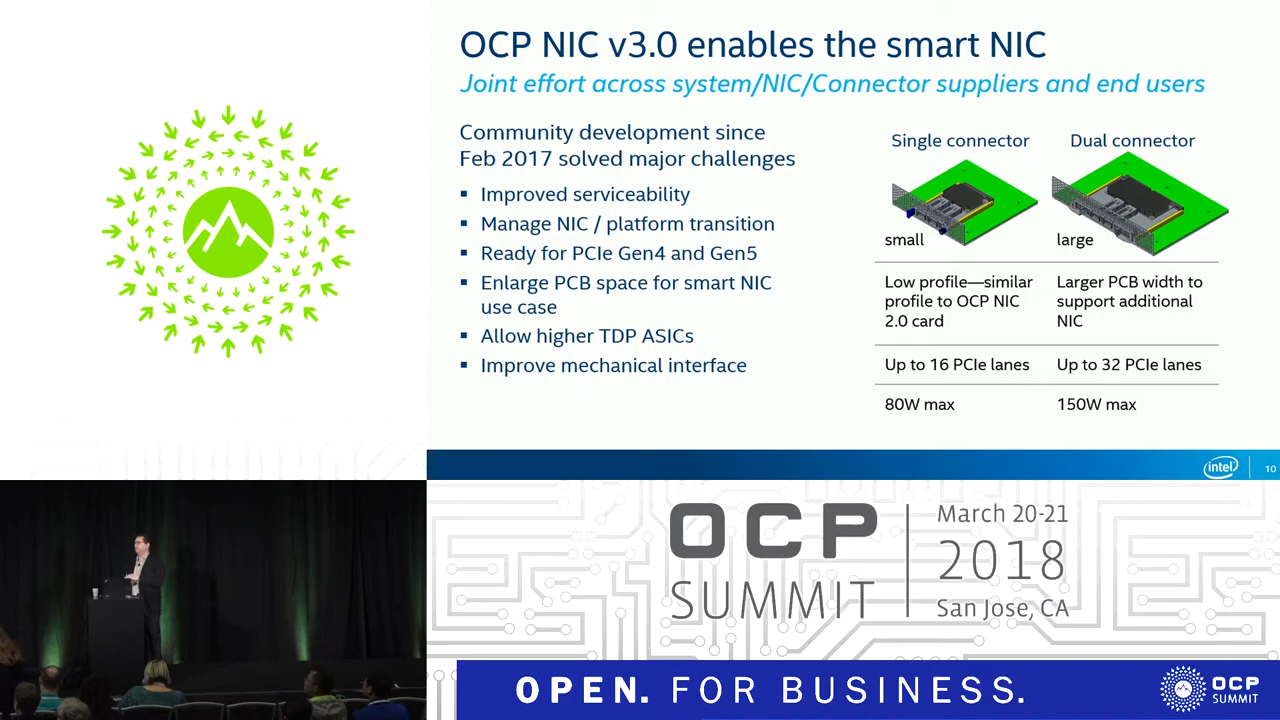 OCP NIC v3.0 enables the smart NIC
Joint effort across system/NIC/Connector suppliers and end users
Community development since
Feb 2017 solved major challenges
▪ Improved serviceability
▪ Manage NIC / platform transition
▪ Ready for PCIe Gen4 and Gen5
▪ Enlarge PCB space for smart NIC
use case
▪ Allow higher TDP ASICs
▪ Improve mechanical interface
Single connector
Dual connector
small
large
Low profile—similar
profile to OCP NIC
2.0 card
Larger PCB width to
support additional
NIC
Up to 16 PCIe lanes
Up to 32 PCIe lanes
80W max
150W max
intel
10
OCP
SUMMIT
March 20-21
2018
San Jose, CA
OPEN. FOR BUSINESS.
OCP
SUMMIT